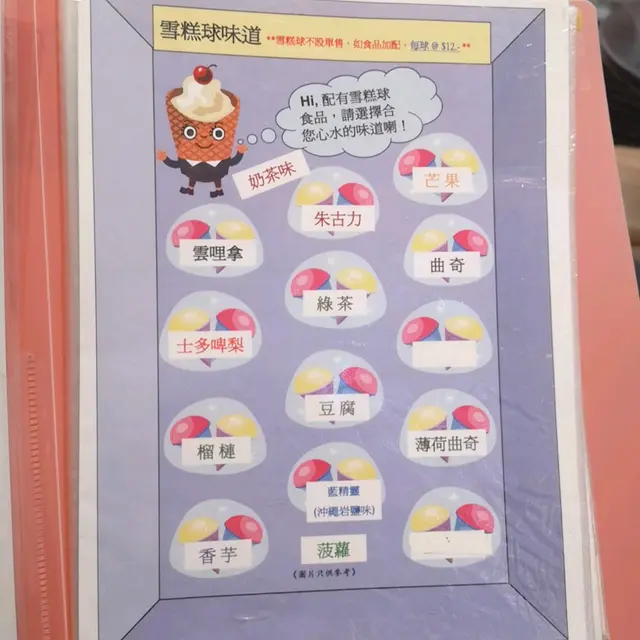 雪糕球味道 **雪糕球不設單售，如食品加配，每球@$12.-**
Hi, 配有雪糕球
食品，請選擇合
您心水的味道喇！
奶茶味
芒果
朱古力
雲哩拿
曲奇
綠茶
士多啤梨
豆腐
榴槤
薄荷曲奇
藍精靈
(沖繩岩鹽味)
香芋
菠蘿
(圖片只供參考)